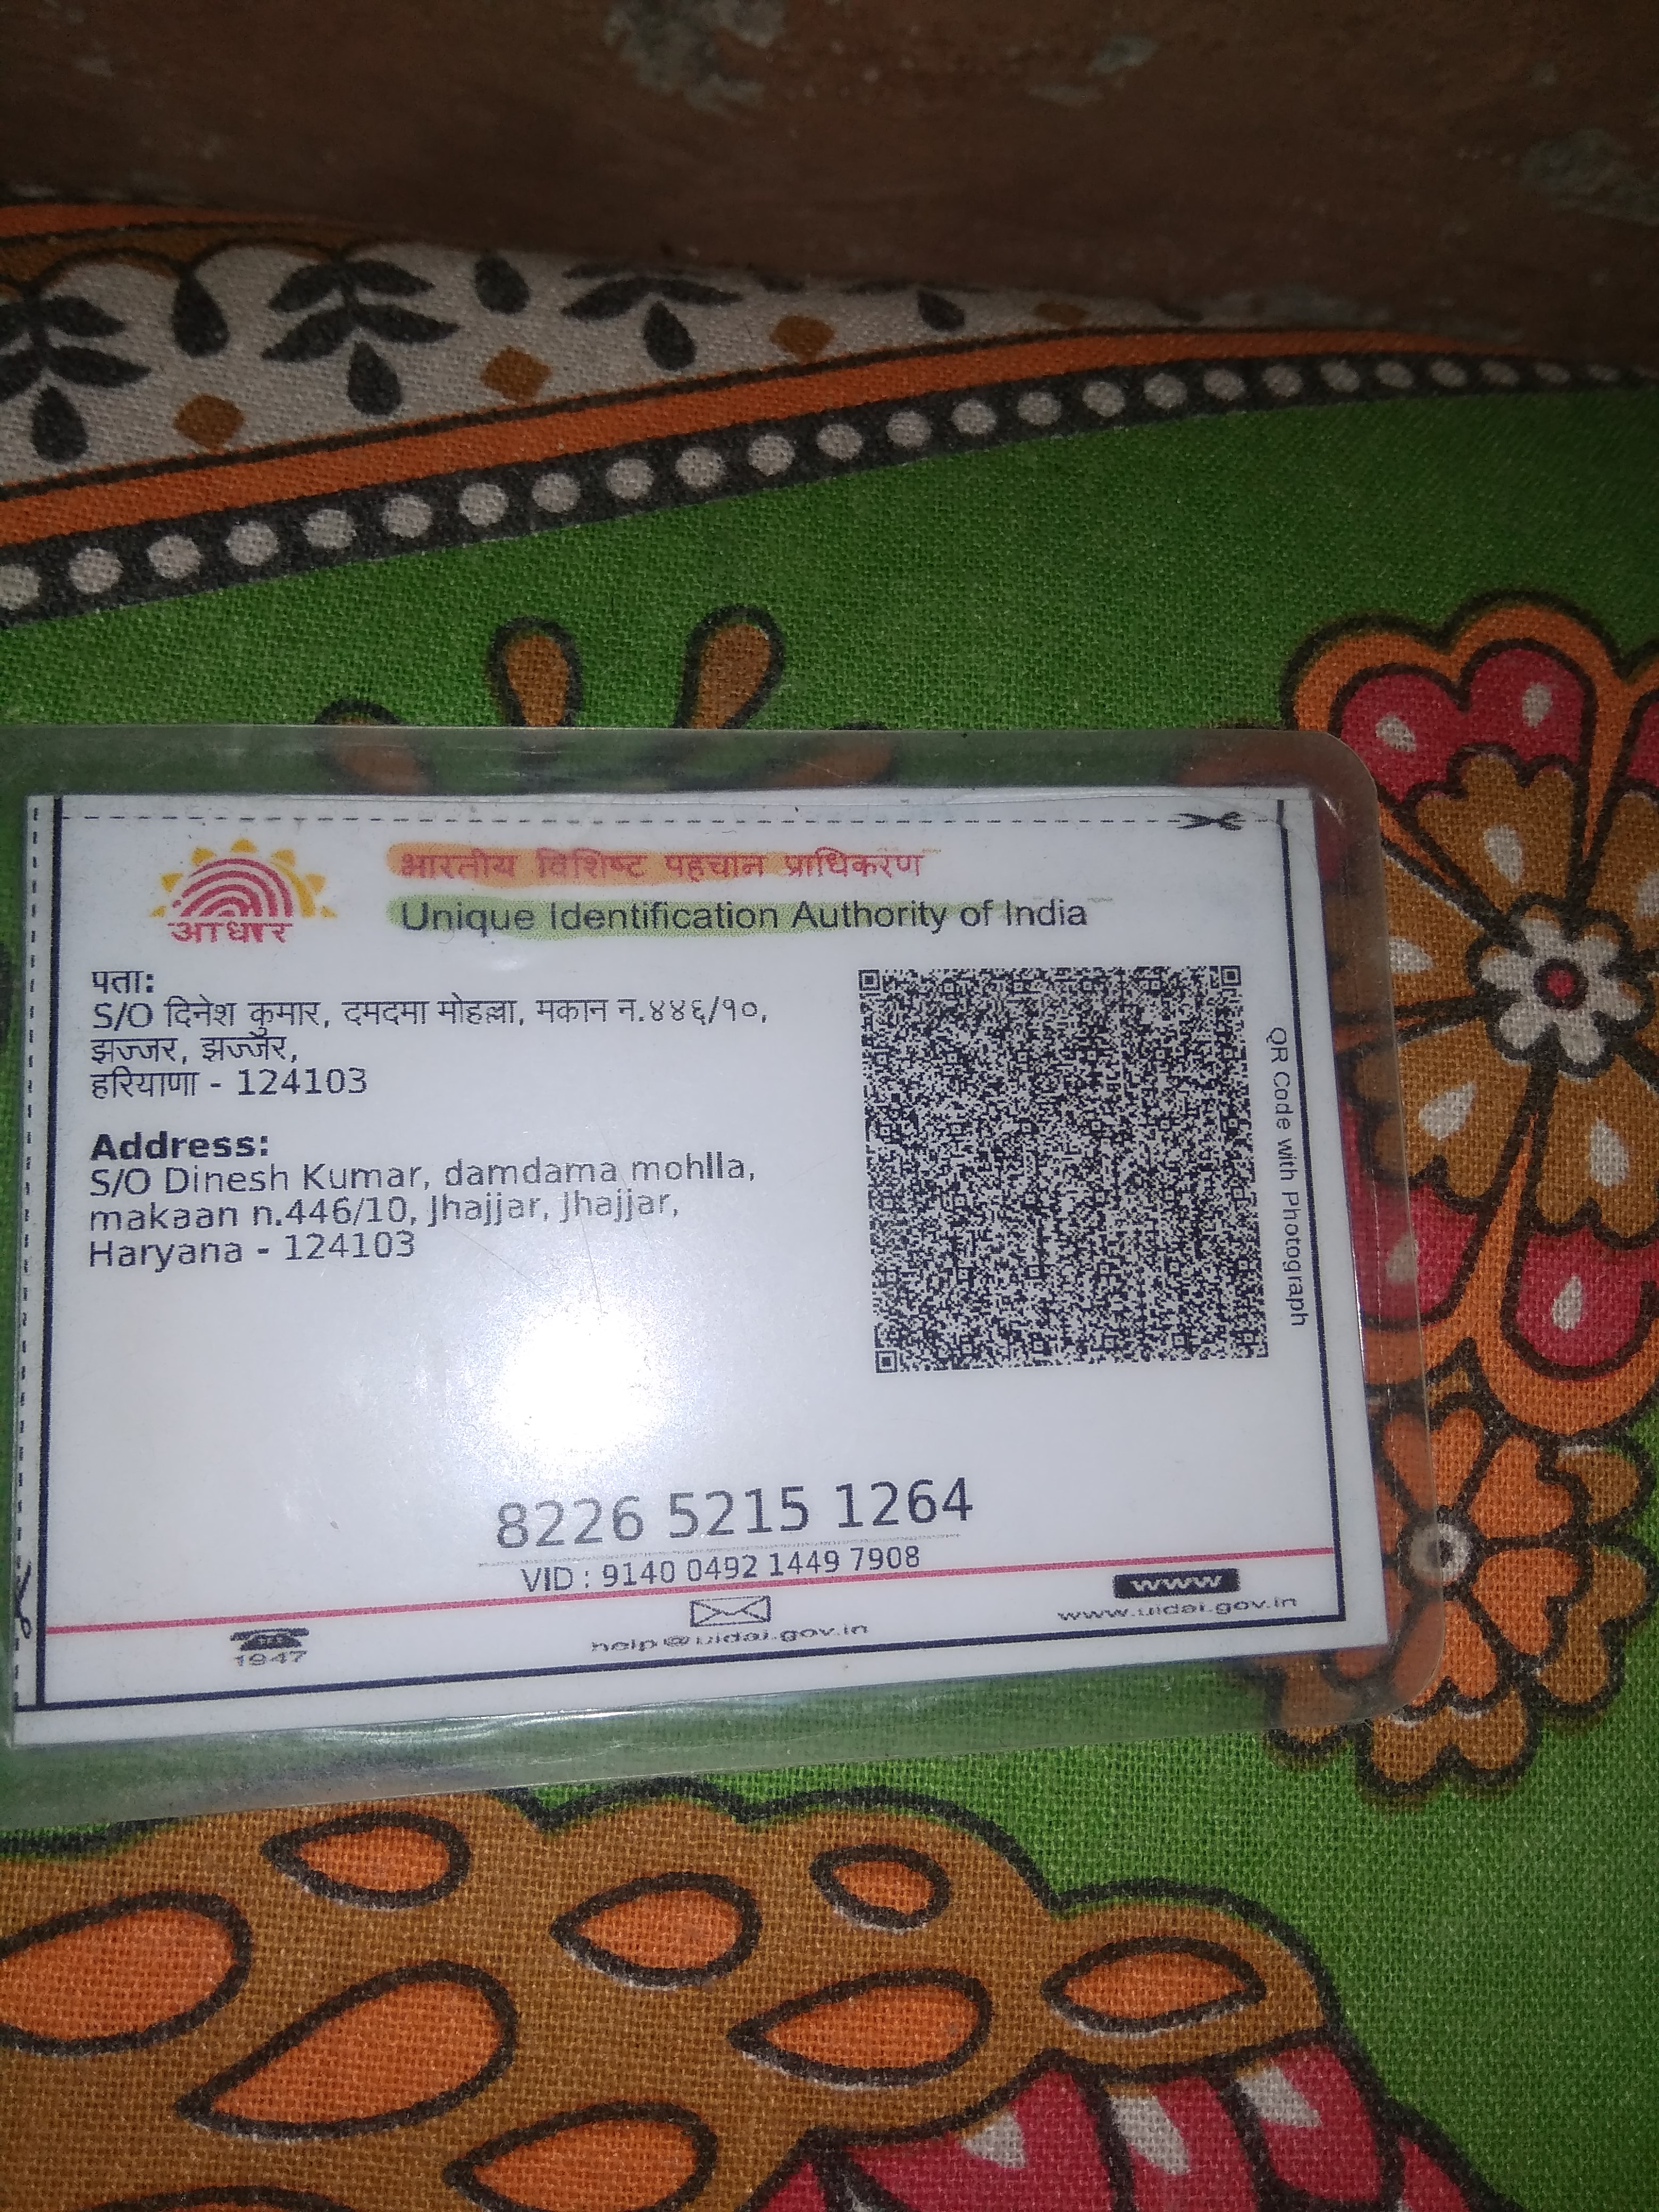 भारतीय विशिष्ट पहचान प्राधिकरण
Unique Identification Authority of India
आधार
पता:
S/O दिनेश कुमार, दमदमा मोहल्ला, मकान न.४४६/१०,
झज्जर, झज्जर,
हरियाणा - 124103
Address:
S/O Dinesh Kumar, damdama mohlla,
makaan n.446/10, Jhajjar, Jhajjar,
Haryana - 124103
QR Code with Photograph
8226 5215 1264
VID : 9140 0492 1449 7908
1947
help@uidai.gov.in
www
www.uidai.gov.in